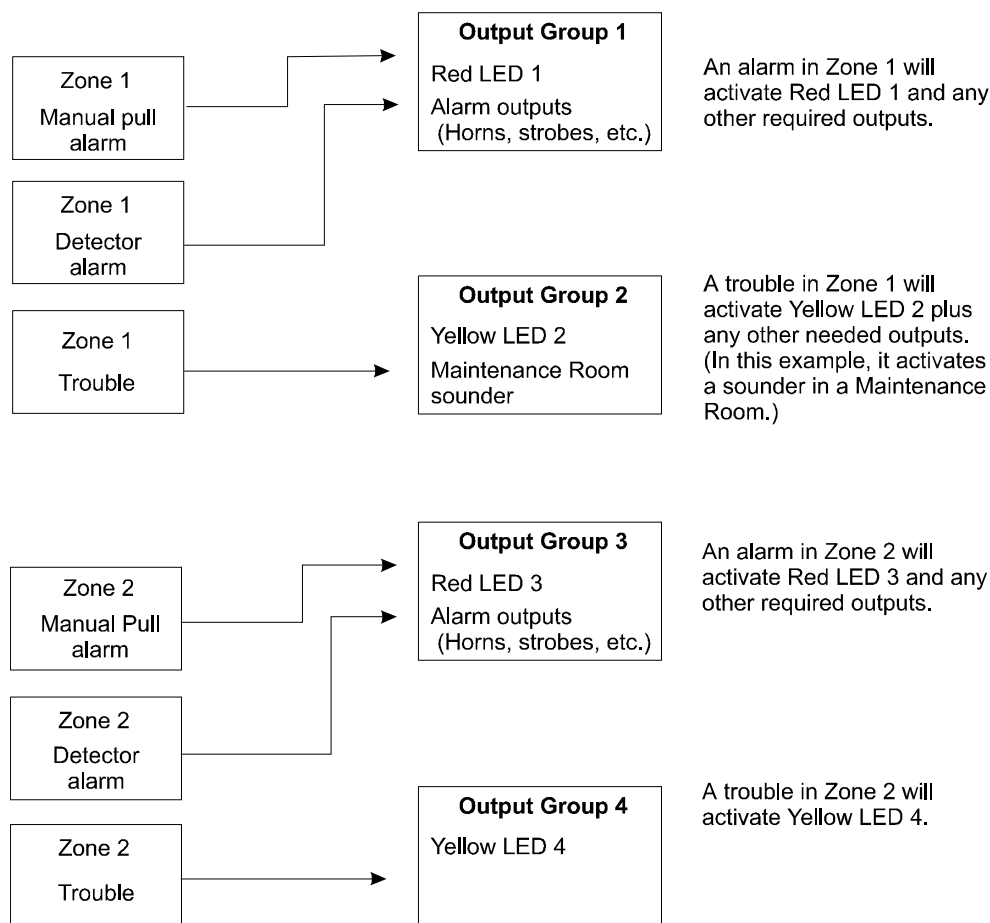 Zone 1
Manual pull
alarm
Zone 1
Detector
alarm
Zone 1
Trouble
Output Group 1
Red LED 1
Alarm outputs
(Horns, strobes, etc.)
An alarm in Zone 1 will
activate Red LED 1 and any
other required outputs.
Output Group 2
Yellow LED 2
Maintenance Room
sounder
A trouble in Zone 1 will
activate Yellow LED 2 plus
any other needed outputs.
(In this example, it activates
a sounder in a Maintenance
Room.)
Zone 2
Manual Pull
alarm
Zone 2
Detector
alarm
Zone 2
Trouble
Output Group 3
Red LED 3
Alarm outputs
(Horns, strobes, etc.)
An alarm in Zone 2 will
activate Red LED 3 and any
other required outputs.
Output Group 4
Yellow LED 4
A trouble in Zone 2 will
activate Yellow LED 4.